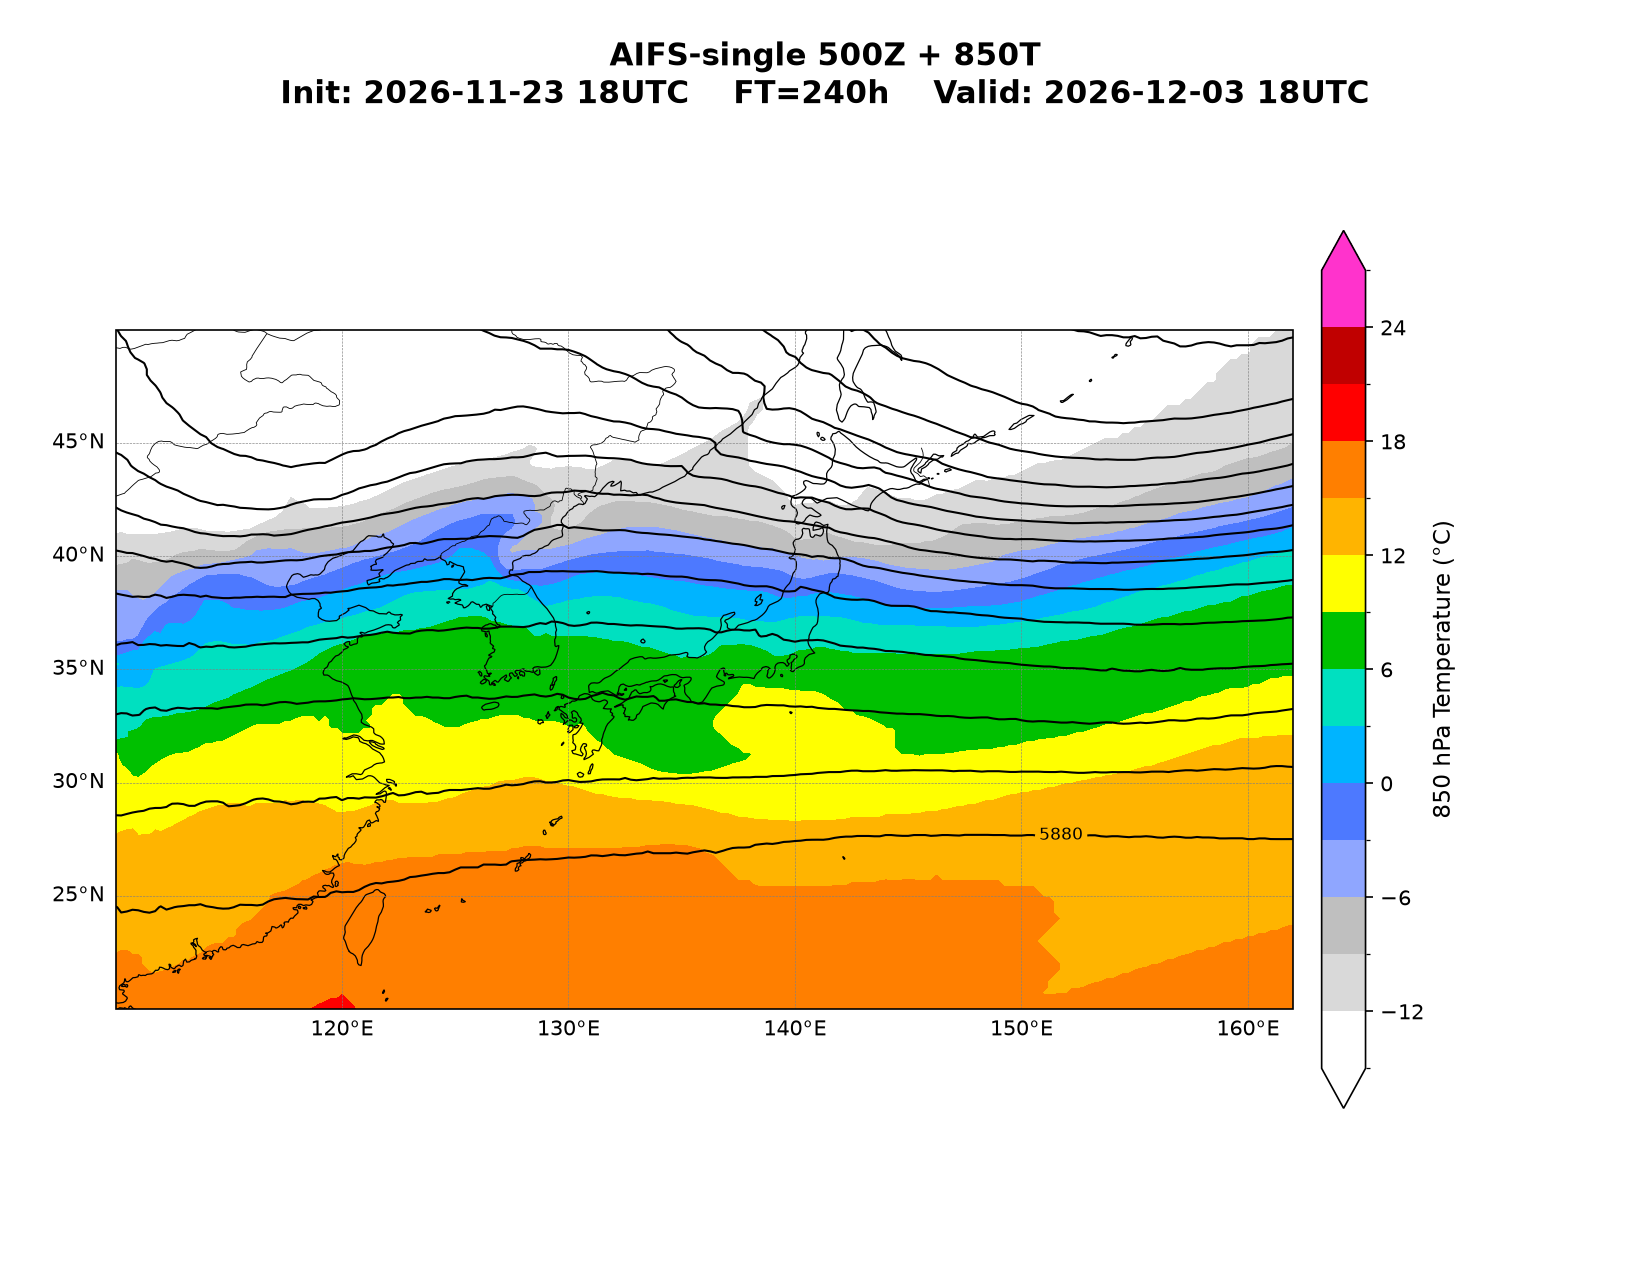 AIFS-single 500Z + 850T
Init: 2026-11-23 18UTC    FT=240h    Valid: 2026-12-03 18UTC
45°N
40°N
35°N
30°N
25°N
120°E
130°E
140°E
150°E
160°E
5880
24
18
12
6
0
−6
−12
850 hPa Temperature (°C)